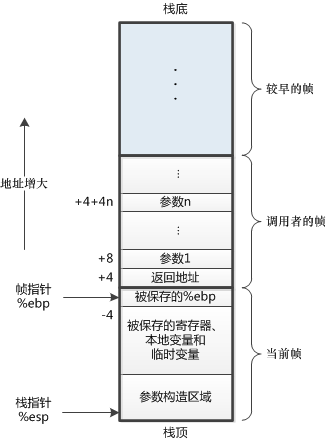 栈底
较早的帧
地址增大
+4+4n
参数n
调用者的帧
+8
参数1
+4
返回地址
帧指针
%ebp
被保存的%ebp
-4
被保存的寄存器、
本地变量和
临时变量
当前帧
参数构造区域
栈指针
%esp
栈顶